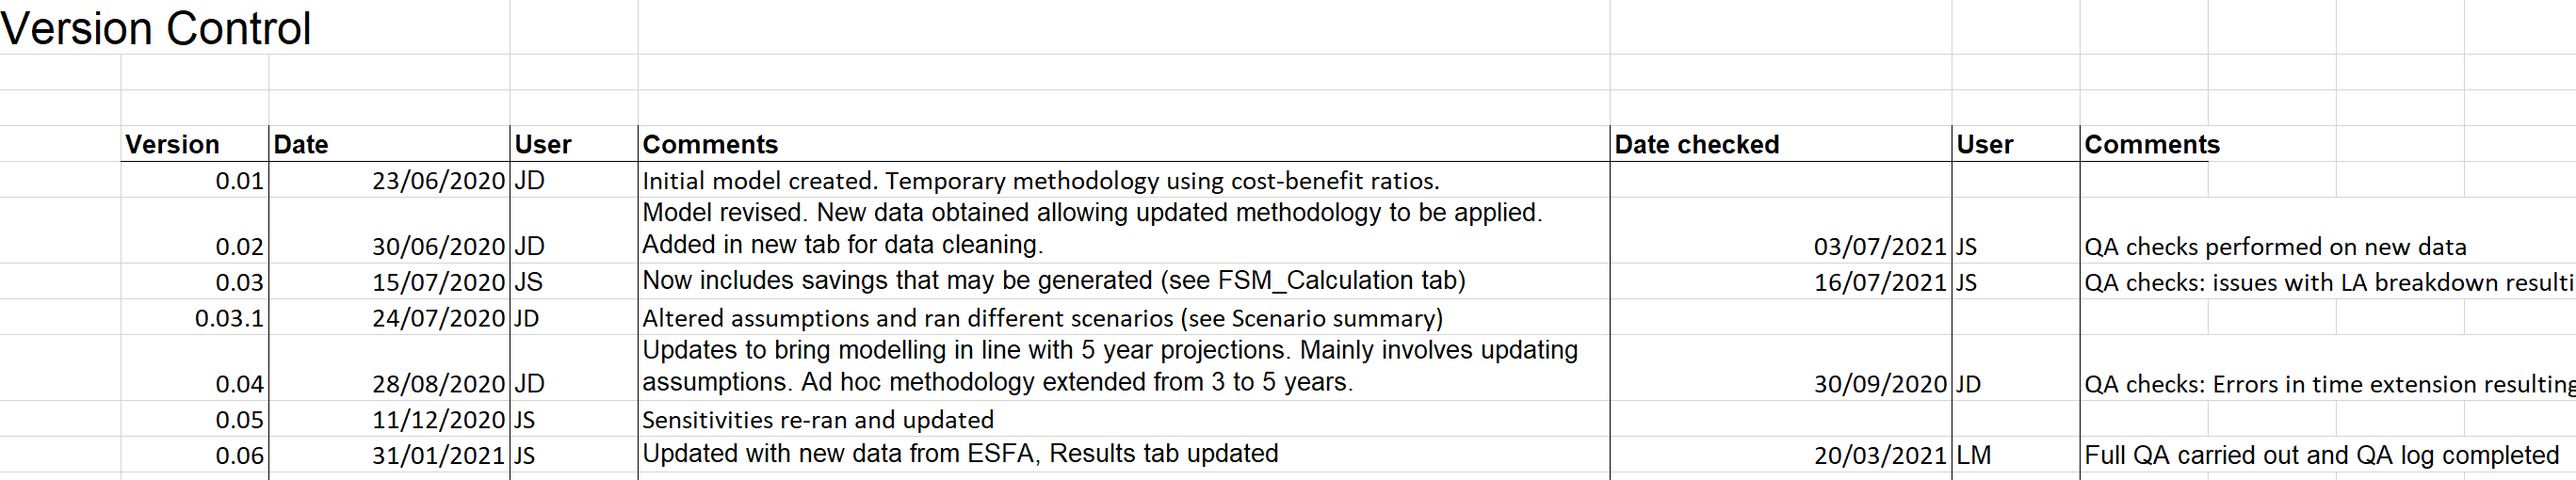 Version Control
Version Date User Comments Date checked User Comments
0.01 23/06/2020 JD Initial model created. Temporary methodology using cost-benefit ratios.
Model revised. New data obtained allowing updated methodology to be applied.
0.02 30/06/2020 JD Added in new tab for data cleaning. 03/07/2021 JS QA checks performed on new data
0.03 15/07/2020 JS Now includes savings that may be generated (see FSM_Calculation tab) 16/07/2021 JS QA checks: issues with LA breakdown resulti
0.03.1 24/07/2020 JD Altered assumptions and ran different scenarios (see Scenario summary)
Updates to bring modelling in line with 5 year projections. Mainly involves updating
0.04 28/08/2020 JD assumptions. Ad hoc methodology extended from 3 to 5 years. 30/09/2020 JD QA checks: Errors in time extension resulting
0.05 11/12/2020 JS Sensitivities re-ran and updated
0.06 31/01/2021 JS Updated with new data from ESFA, Results tab updated 20/03/2021 LM Full QA carried out and QA log completed